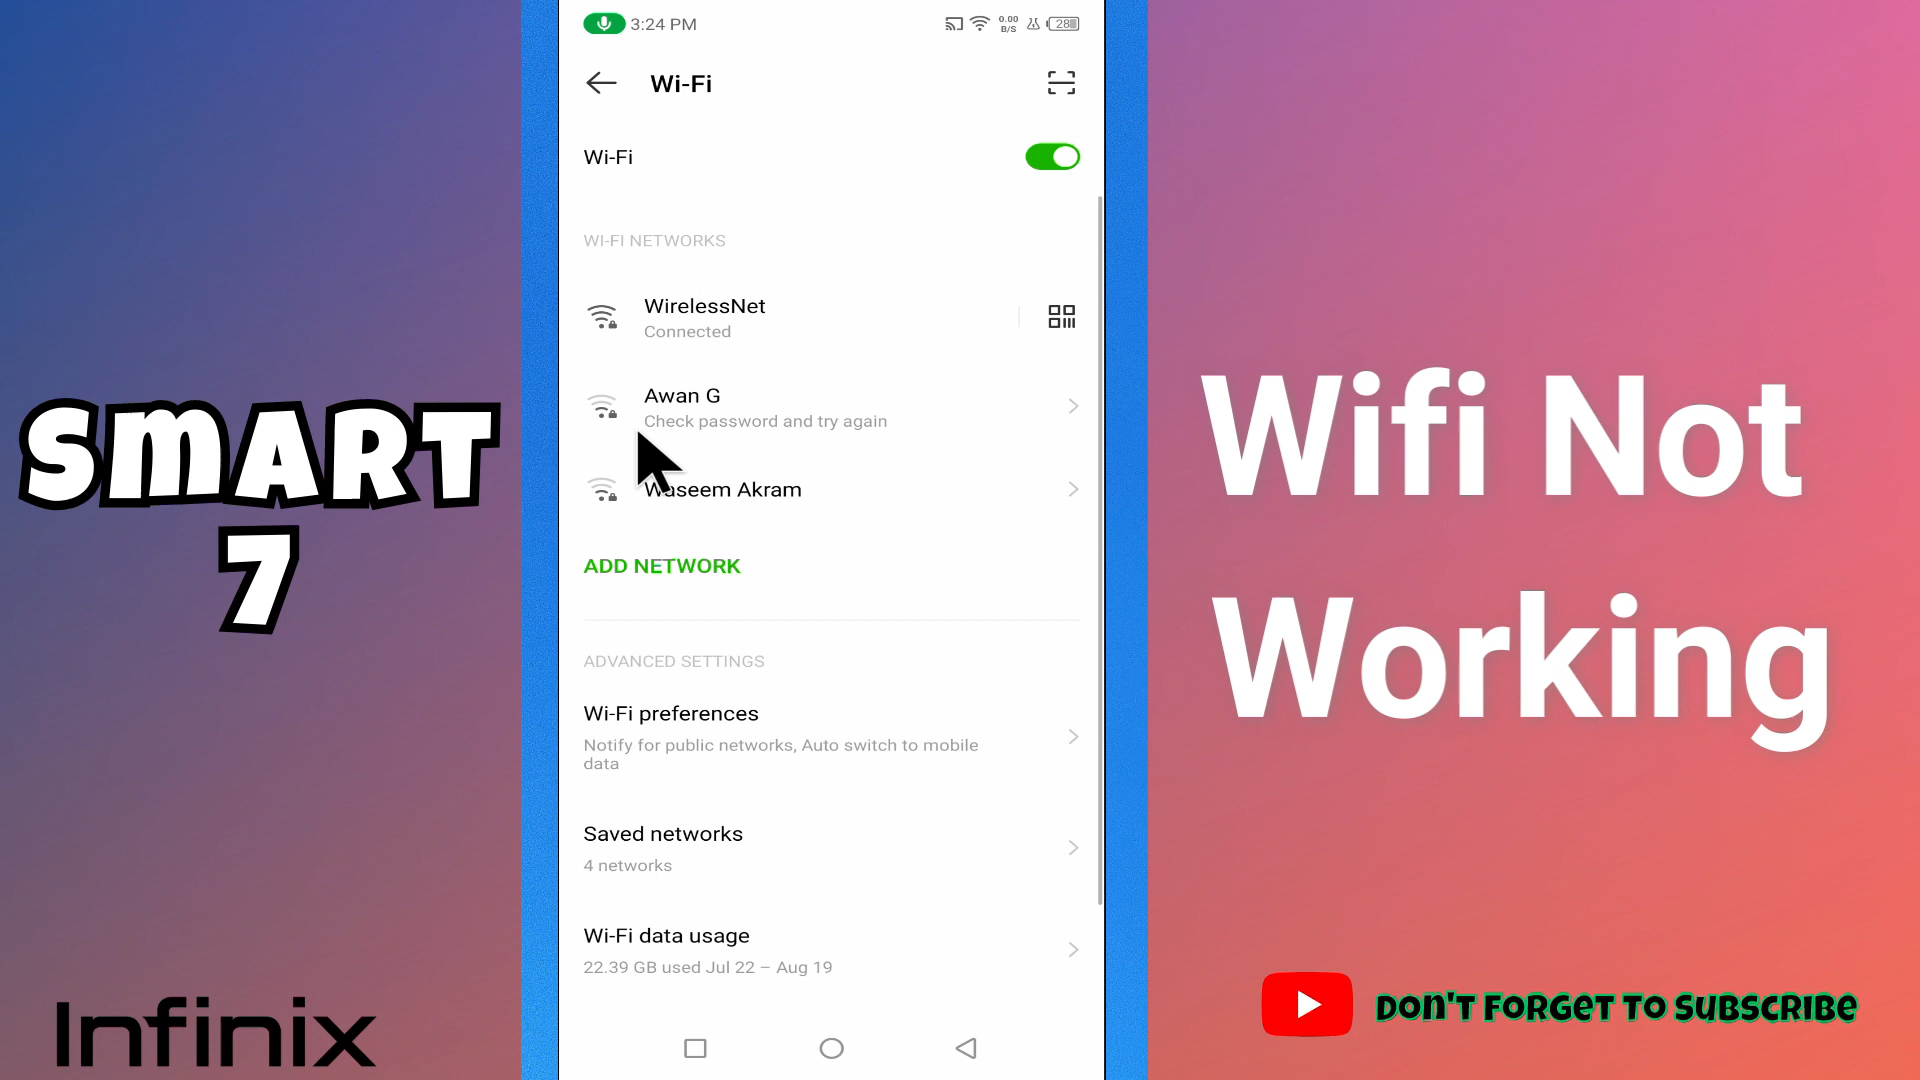 SMART
7
Infinix
3:24 PM
0.00
B/S
28
Wi-Fi
Wi-Fi
WI-FI NETWORKS
WirelessNet
Connected
Awan G
Check password and try again
Waseem Akram
ADD NETWORK
ADVANCED SETTINGS
Wi-Fi preferences
Notify for public networks, Auto switch to mobile
data
Saved networks
4 networks
Wi-Fi data usage
22.39 GB used Jul 22 – Aug 19
Wifi Not
Working
DON'T FORGET TO SUBSCRIBE